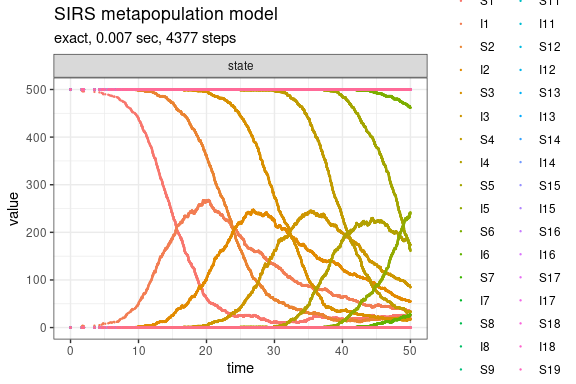 SIRS metapopulation model
exact, 0.007 sec, 4377 steps
state
500
400
300
200
100
0
value
0
10
20
30
40
50
time
S1
I1
S2
I2
S3
I3
S4
I4
S5
I5
S6
I6
S7
I7
S8
I8
S9
S11
I11
S12
I12
S13
I13
S14
I14
S15
I15
S16
I16
S17
I17
S18
I18
S19